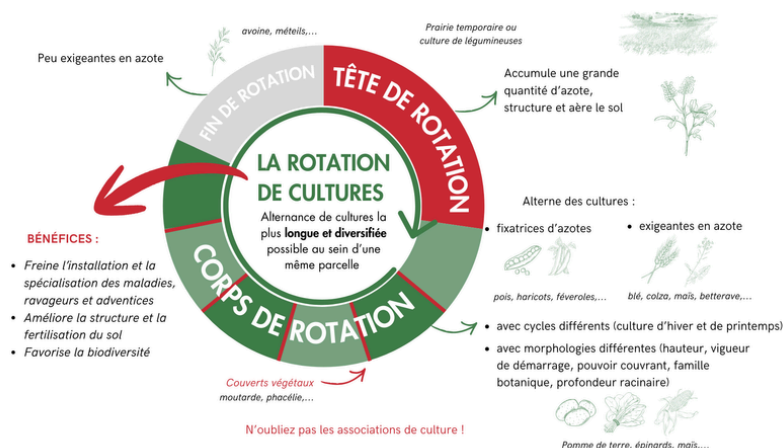 avoine, méteils,...
Peu exigeantes en azote
FIN DE ROTATION
TÊTE DE ROTATION
Prairie temporaire ou
culture de légumineuses
Accumule une grande
quantité d'azote,
structure et aère le sol
LA ROTATION
DE CULTURES
Alternance de cultures la
plus longue et diversifiée
possible au sein d'une
même parcelle
BÉNÉFICES :
• Freine l'installation et la
spécialisation des maladies,
ravageurs et adventices
• Améliore la structure et la
fertilisation du sol
• Favorise la biodiversité
CORPS DE ROTATION
Alterne des cultures :
• fixatrices d'azotes
• exigeantes en azote
pois, haricots, féveroles,...
blé, colza, maïs, betterave,...
• avec cycles différents (culture d'hiver et de printemps)
• avec morphologies différentes (hauteur, vigueur
de démarrage, pouvoir couvrant, famille
botanique, profondeur racinaire)
Pomme de terre, épinards, maïs,...
Couverts végétaux
moutarde, phacélie,...
N'oubliez pas les associations de culture !